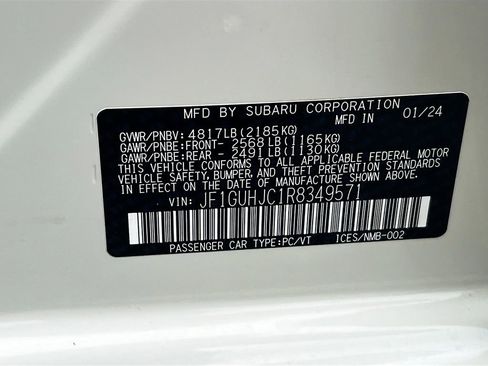 MFD BY SUBARU CORPORATION
GVWR/PNBV: 4817LB(2185KG) MFD IN 01/24
GAWR/PNBE:FRONT- 2568LB(1165KG)
GAWR/PNBE:REAR - 2491LB(1130KG)
THIS VEHICLE CONFORMS TO ALL APPLICABLE FEDERAL MOTOR
VEHICLE SAFETY, BUMPER, AND THEFT PREVENTION STANDARDS
IN EFFECT ON THE DATE OF MANUFACTURE SHOWN ABOVE.
VIN: JF1GUHJC1R8349571
PASSENGER CAR TYPE:PC/VT ICES/NMB-002